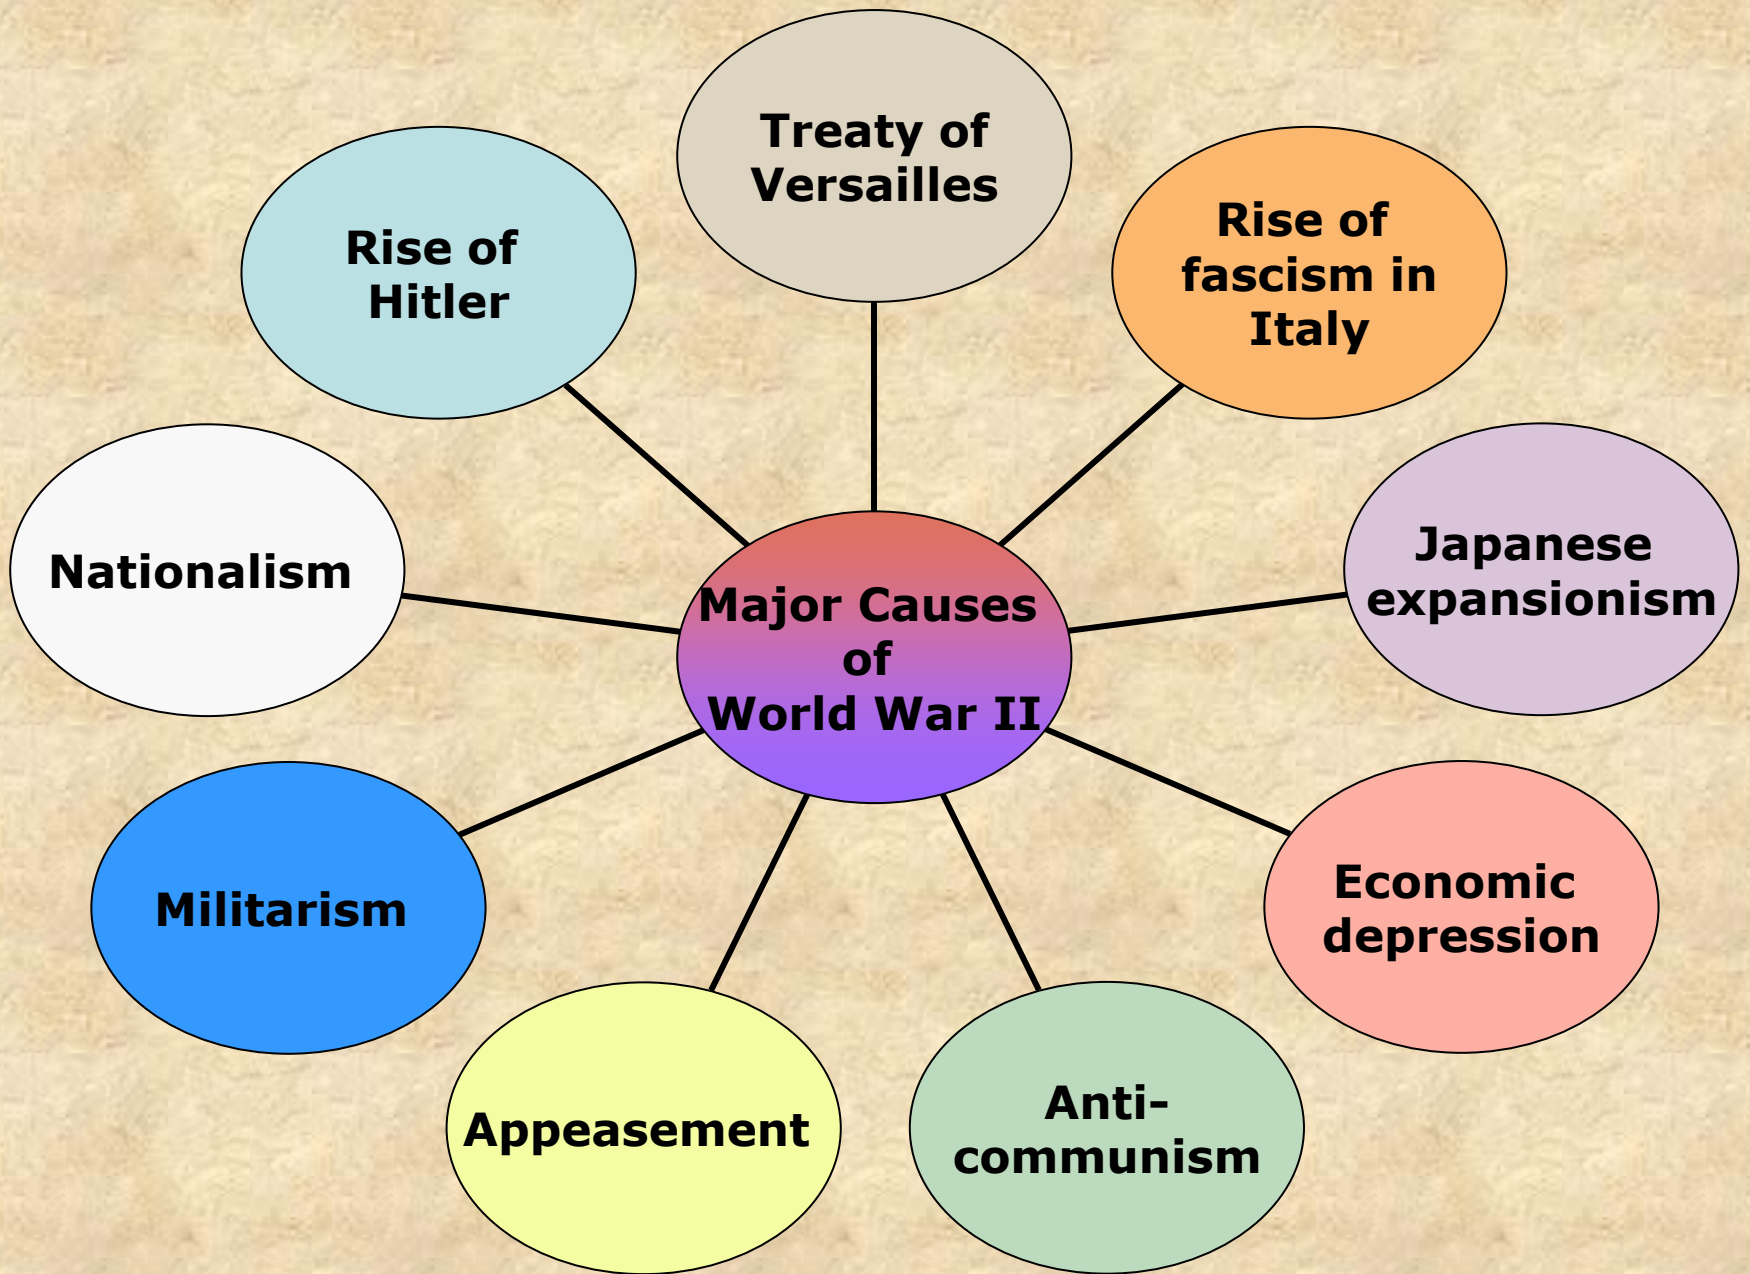 Treaty of
Versailles
Rise of
fascism in
Italy
Rise of
Hitler
Japanese
expansionism
Nationalism
Major Causes
of
World War II
Economic
depression
Militarism
Anti-
communism
Appeasement